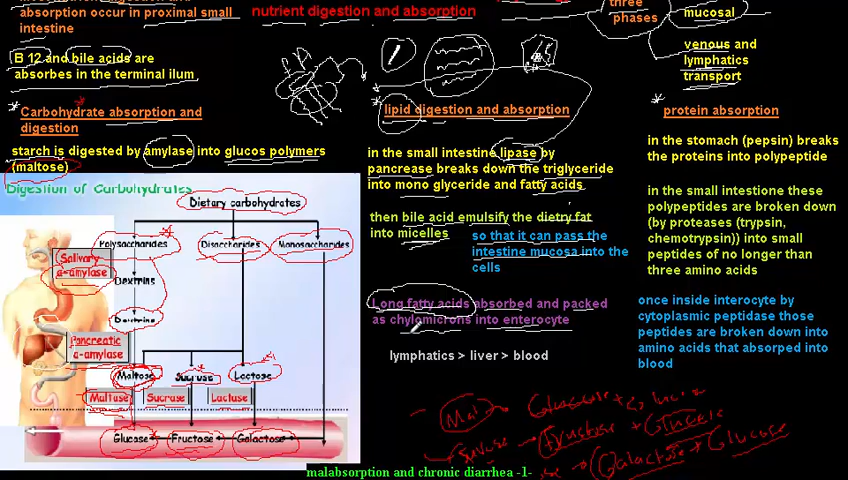 nutrient digestion and absorption
absorption occur in proximal small
intestine
B 12 and bile acids are
absorbes in the terminal ilum
* Carbohydrate absorption and
digestion
starch is digested by amylase into glucos polymers
(maltose)
Digestion of Carbohydrates
Dietary carbohydrates
Polysaccharides Disaccharides Monosaccharides
Salivary
α-amylase
Dextrins
Dextrins
Pancreatic
α-amylase
Maltose Sucrose Lactose
Maltase Sucrase Lactase
Glucose Fructose Galactose
* lipid digestion and absorption
in the small intestine lipase by
pancrease breaks down the triglyceride
into mono glyceride and fatty acids
then bile acid emulsify the dietry fat
into micelles
so that it can pass the
intestine mucosa into the
cells
Long fatty acids absorbed and packed
as chylomicrons into enterocyte
lymphatics > liver > blood
three
phases
mucosal
venous and
lymphatics
transport
* protein absorption
in the stomach (pepsin) breaks
the proteins into polypeptide
in the small intestione these
polypeptides are broken down
(by proteases (trypsin,
chemotrypsin)) into small
peptides of no longer than
three amino acids
once inside interocyte by
cytoplasmic peptidase those
peptides are broken down into
amino acids that absorped into
blood
Mal
Fructose + Glucose
Galactose + Glucose
malabsorption and chronic diarrhea -1-